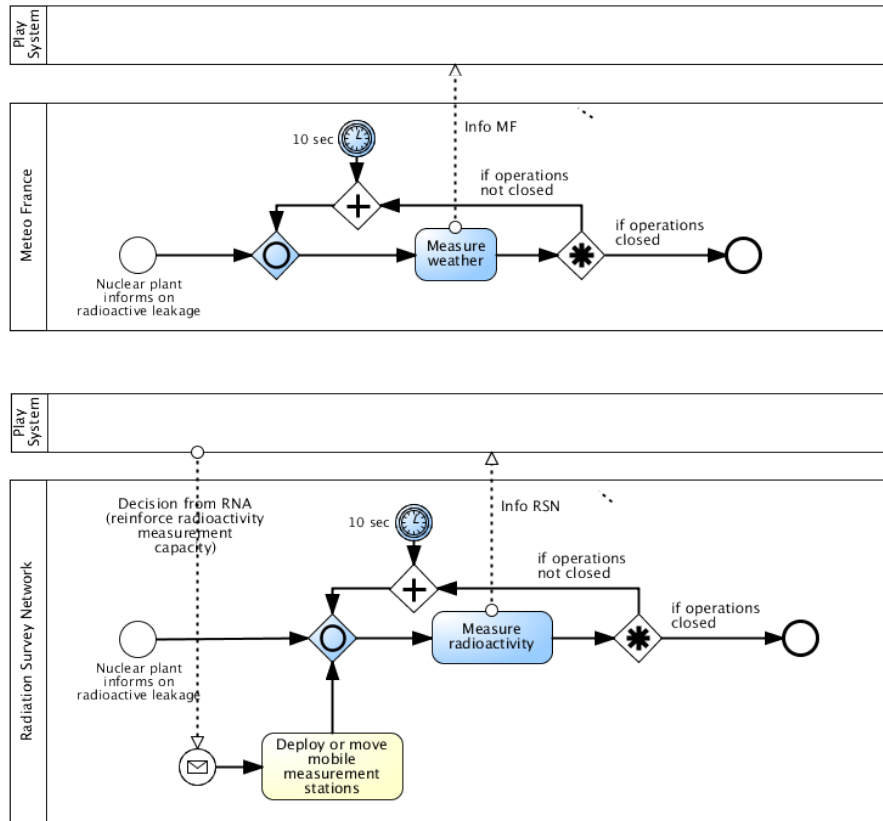 Play
System
Info MF
10 sec
if operations
not closed
if operations
closed
Measure
weather
Meteo France
Nuclear plant
informs on
radioactive leakage
Play
System
Decision from RNA
(reinforce radioactivity
measurement
capacity)
Info RSN
10 sec
if operations
not closed
if operations
closed
Measure
radioactivity
Radiation Survey Network
Nuclear plant
informs on
radioactive leakage
Deploy or move
mobile
measurement
stations